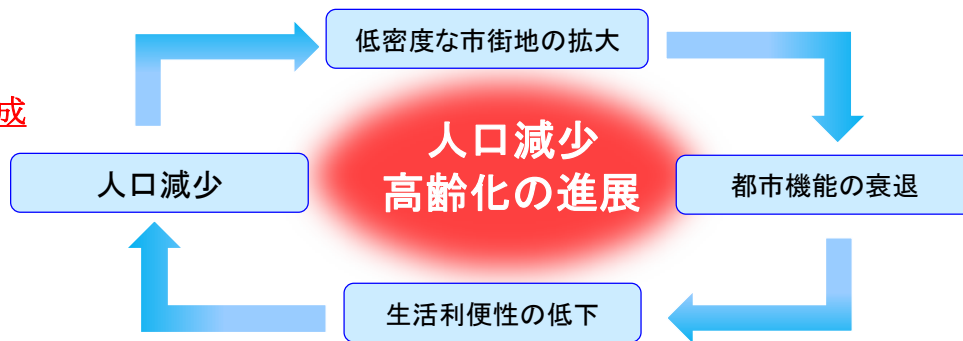 低密度な市街地の拡大
成
人口減少
高齢化の進展
人口減少
都市機能の衰退
生活利便性の低下